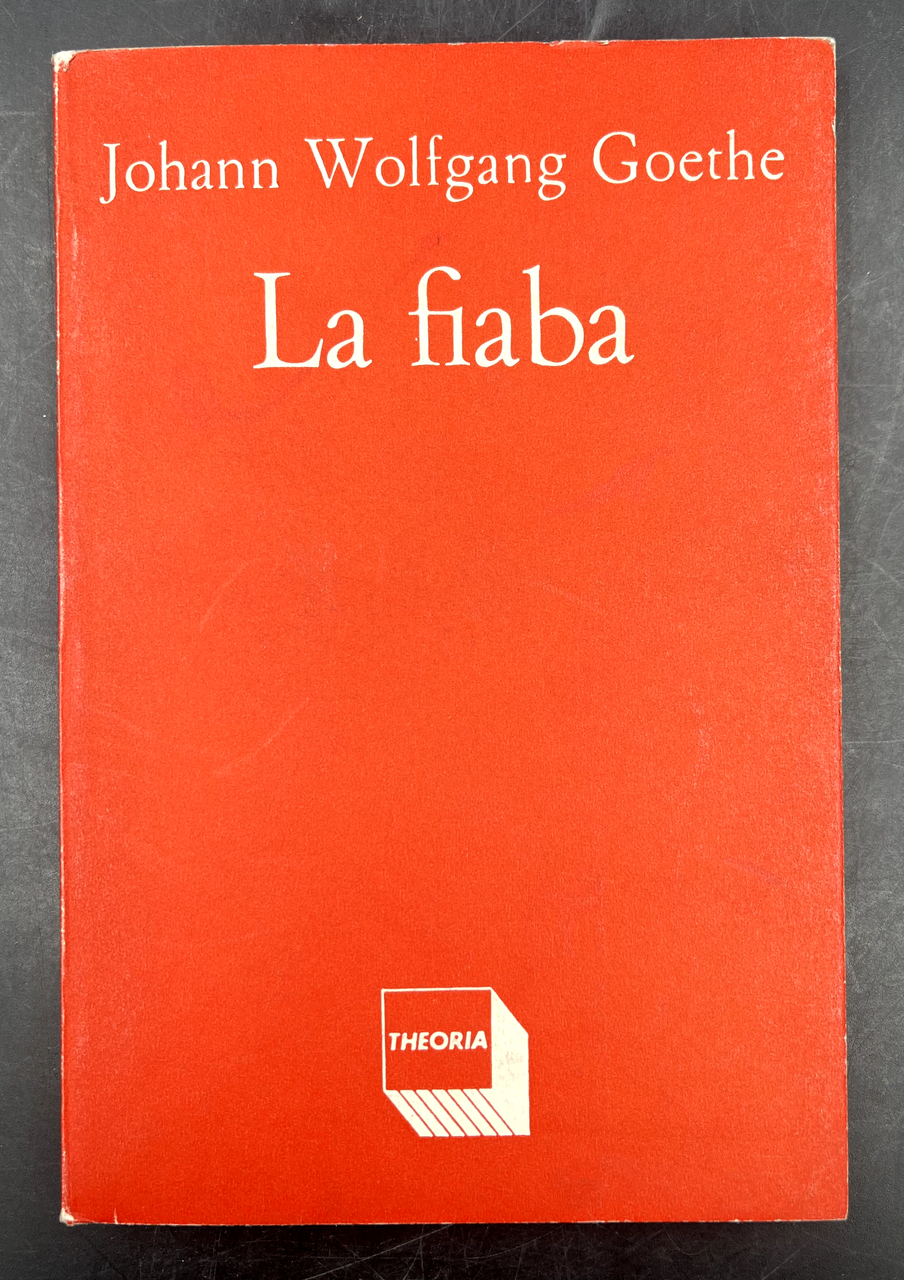 Johann Wolfgang Goethe
La fiaba
THEORIA